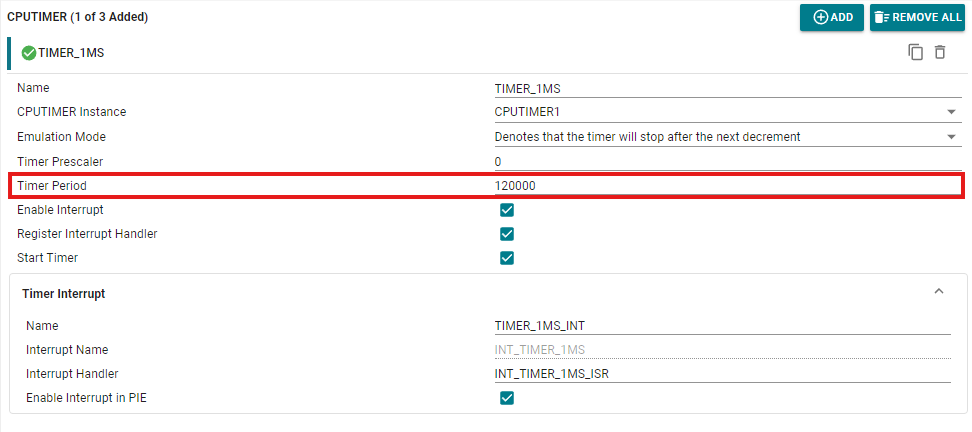 CPUTIMER (1 of 3 Added)
ADD
REMOVE ALL
TIMER_1MS
Name TIMER_1MS
CPUTIMER Instance CPUTIMER1
Emulation Mode Denotes that the timer will stop after the next decrement
Timer Prescaler 0
Timer Period 120000
Enable Interrupt
Register Interrupt Handler
Start Timer
Timer Interrupt
Name TIMER_1MS_INT
Interrupt Name INT_TIMER_1MS
Interrupt Handler INT_TIMER_1MS_ISR
Enable Interrupt in PIE